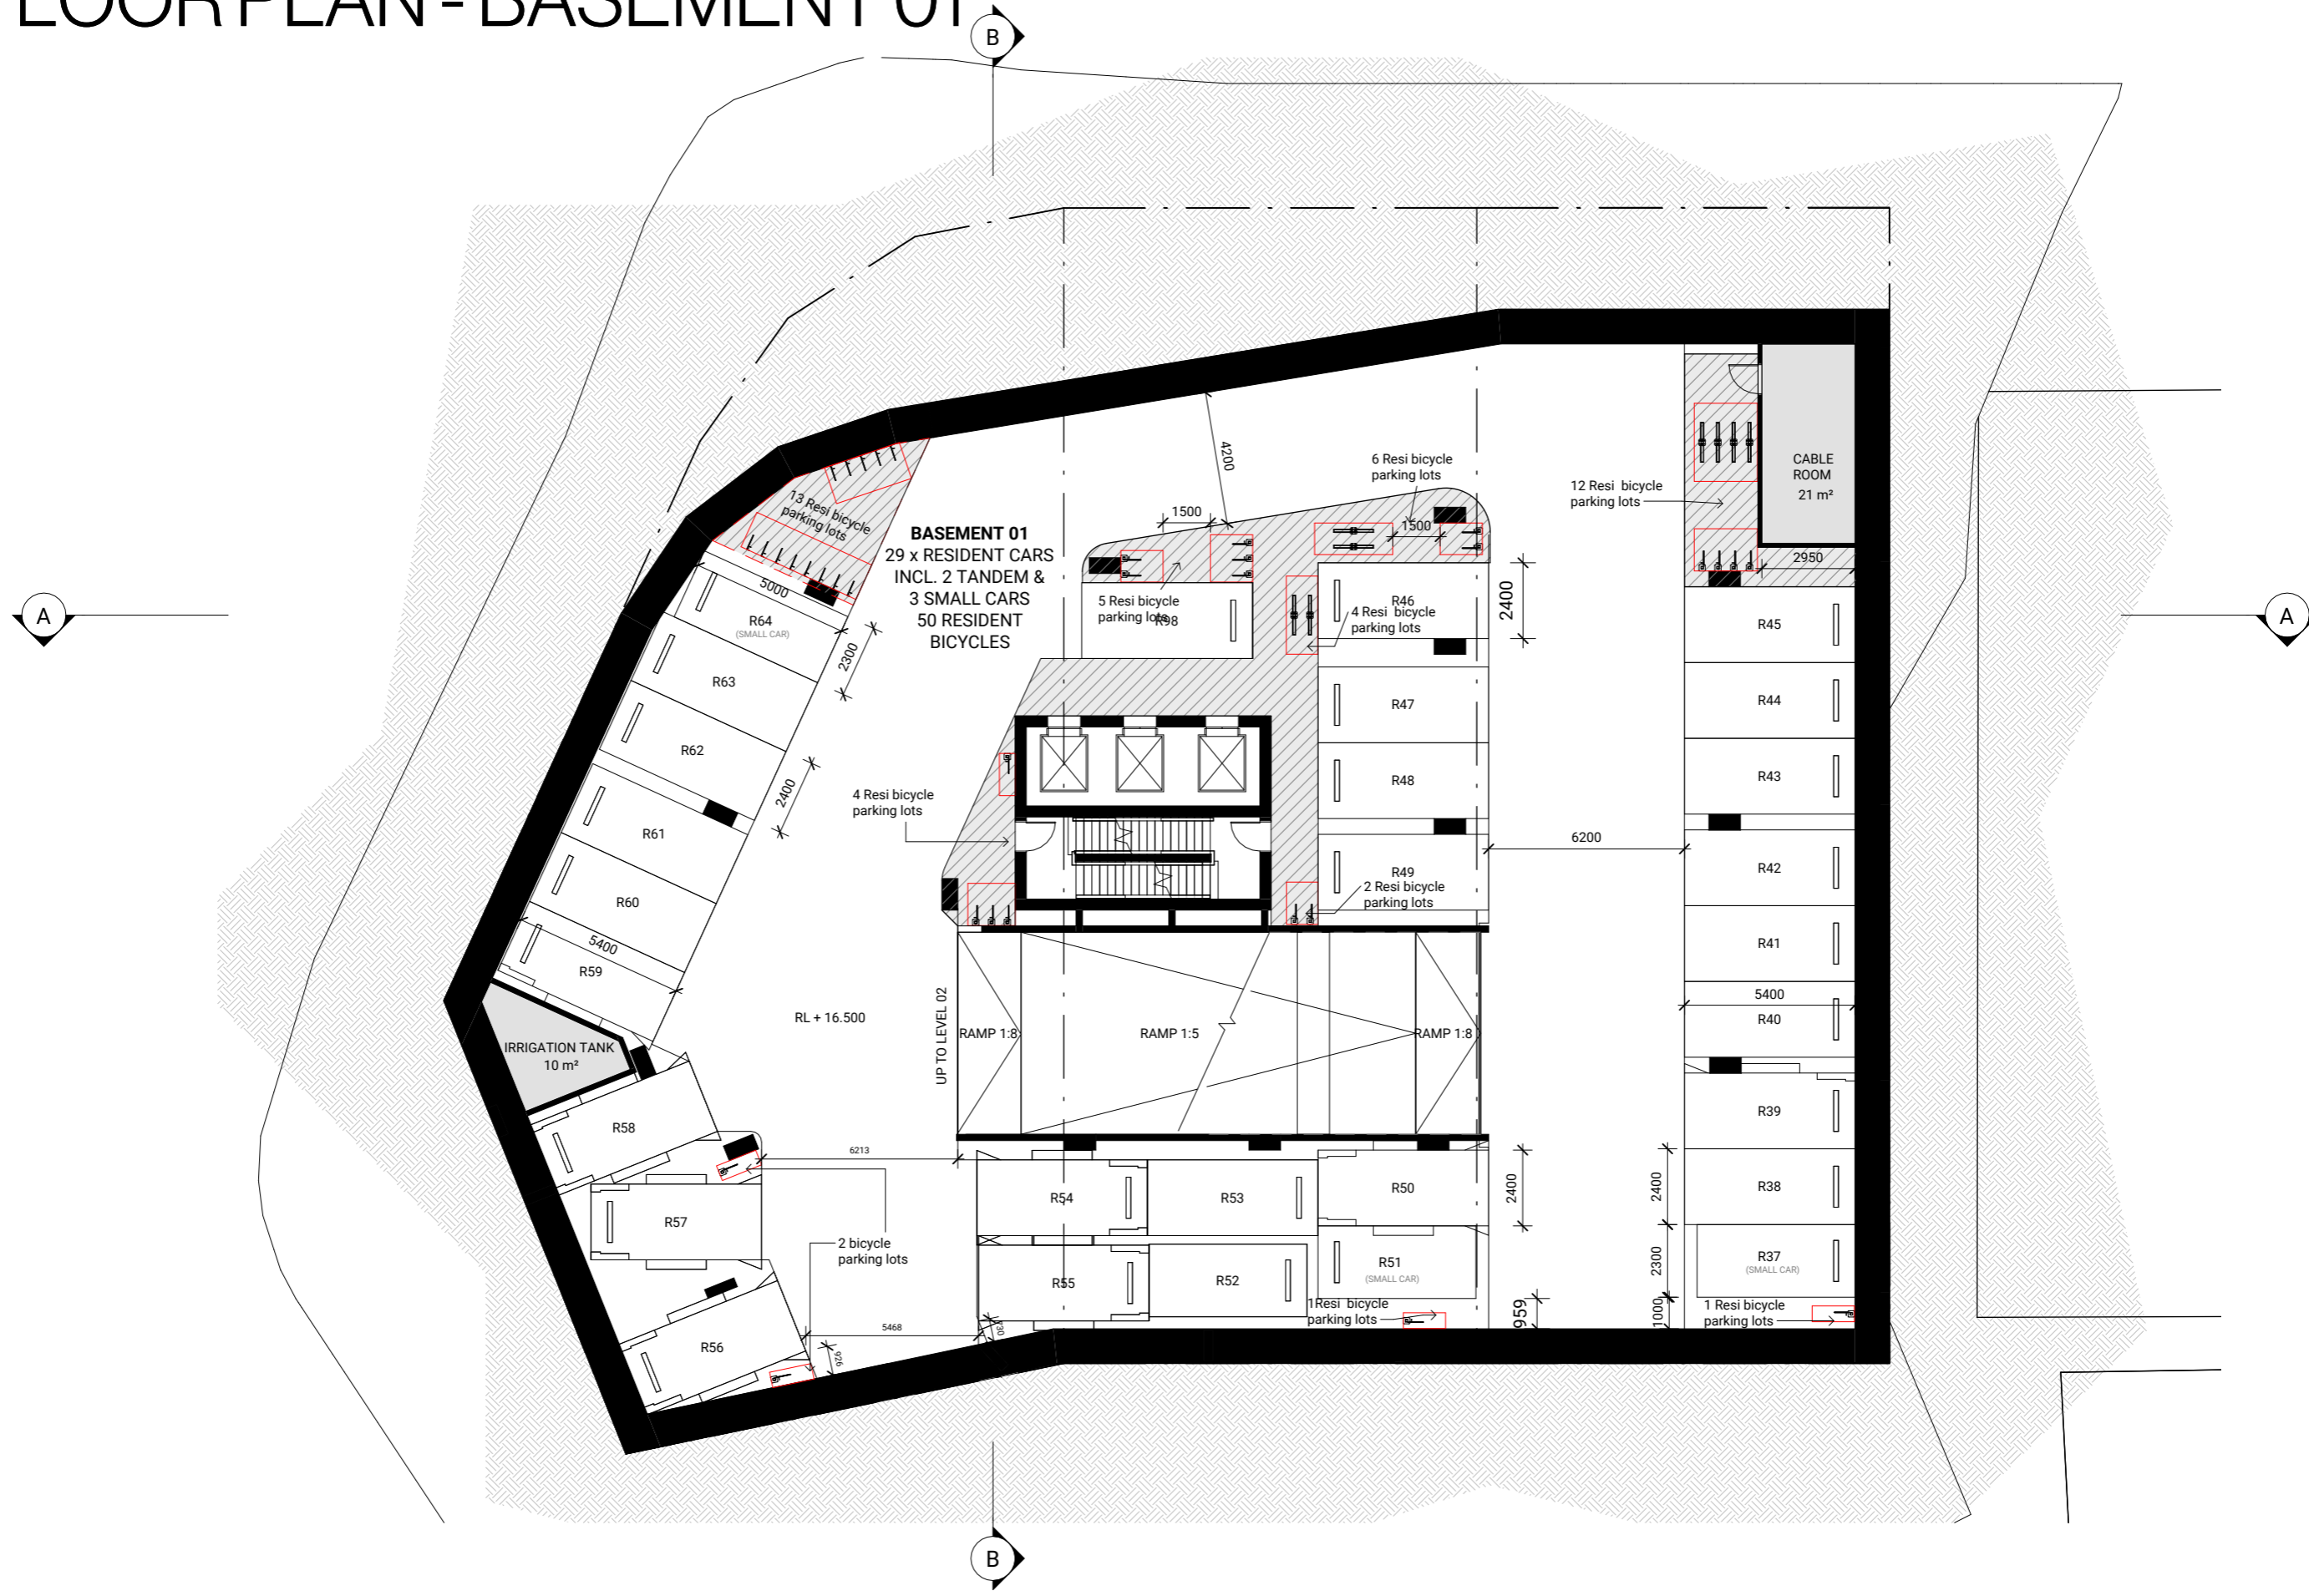 LOOR PLAN - BASEMENT 01
B
4200
6 Resi bicycle
parking lots
CABLE
ROOM
21 m²
12 Resi bicycle
parking lots
13 Resi bicycle
parking lots
1500
1500
BASEMENT 01
29 x RESIDENT CARS
INCL. 2 TANDEM &
3 SMALL CARS
50 RESIDENT
BICYCLES
2950
5000
R64
(SMALL CAR)
5 Resi bicycle
parking lots
R98
R46
4 Resi bicycle
parking lots
2400
R45
A
A
2300
R63
R44
R47
R62
R43
R48
2400
4 Resi bicycle
parking lots
R61
6200
R42
R49
2 Resi bicycle
parking lots
R60
R41
5400
R59
5400
R40
RL + 16.500
UP TO LEVEL 02
RAMP 1:8
RAMP 1:5
RAMP 1:8
IRRIGATION TANK
10 m²
R39
R58
6213
R54
R53
R50
2400
2400
R38
R57
2 bicycle
parking lots
R55
R52
R51
(SMALL CAR)
2300
R37
(SMALL CAR)
1Resi bicycle
parking lots
959
1000
1 Resi bicycle
parking lots
5468
730
926
R56
B